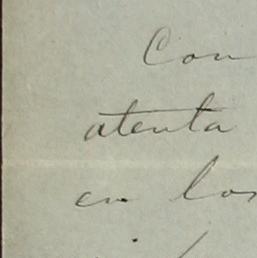 Con
atenta
en los